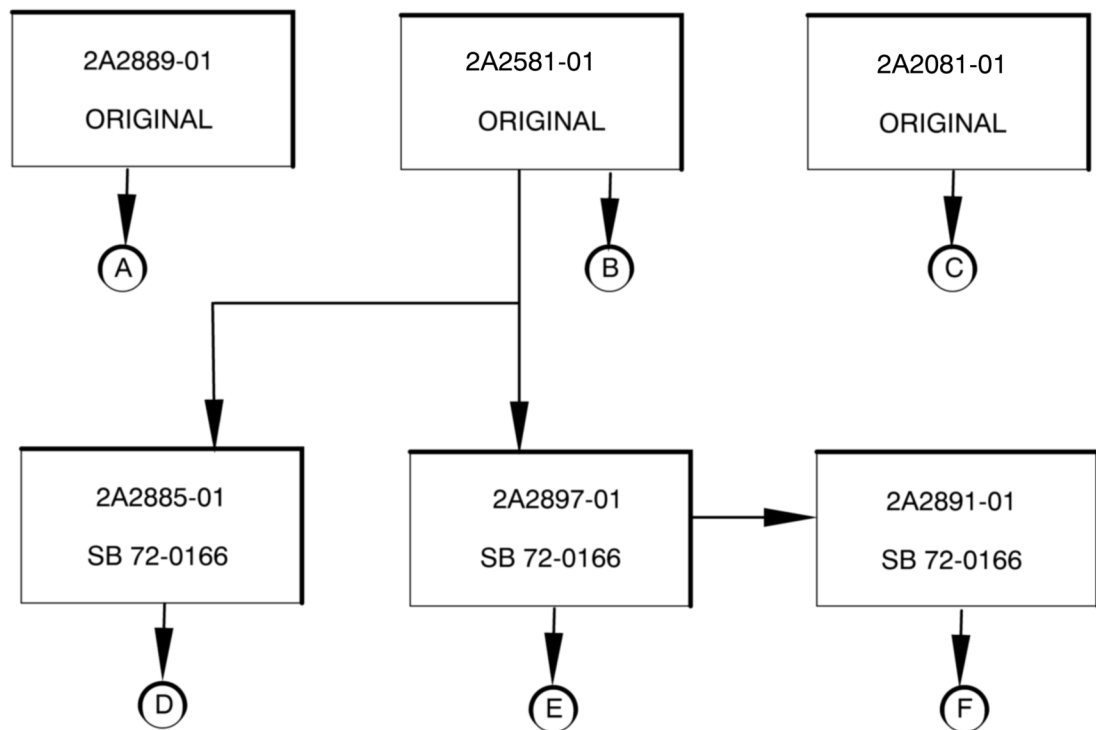 2A2889-01
ORIGINAL
2A2581-01
ORIGINAL
2A2081-01
ORIGINAL
A
B
C
2A2885-01
SB 72-0166
2A2897-01
SB 72-0166
2A2891-01
SB 72-0166
D
E
F